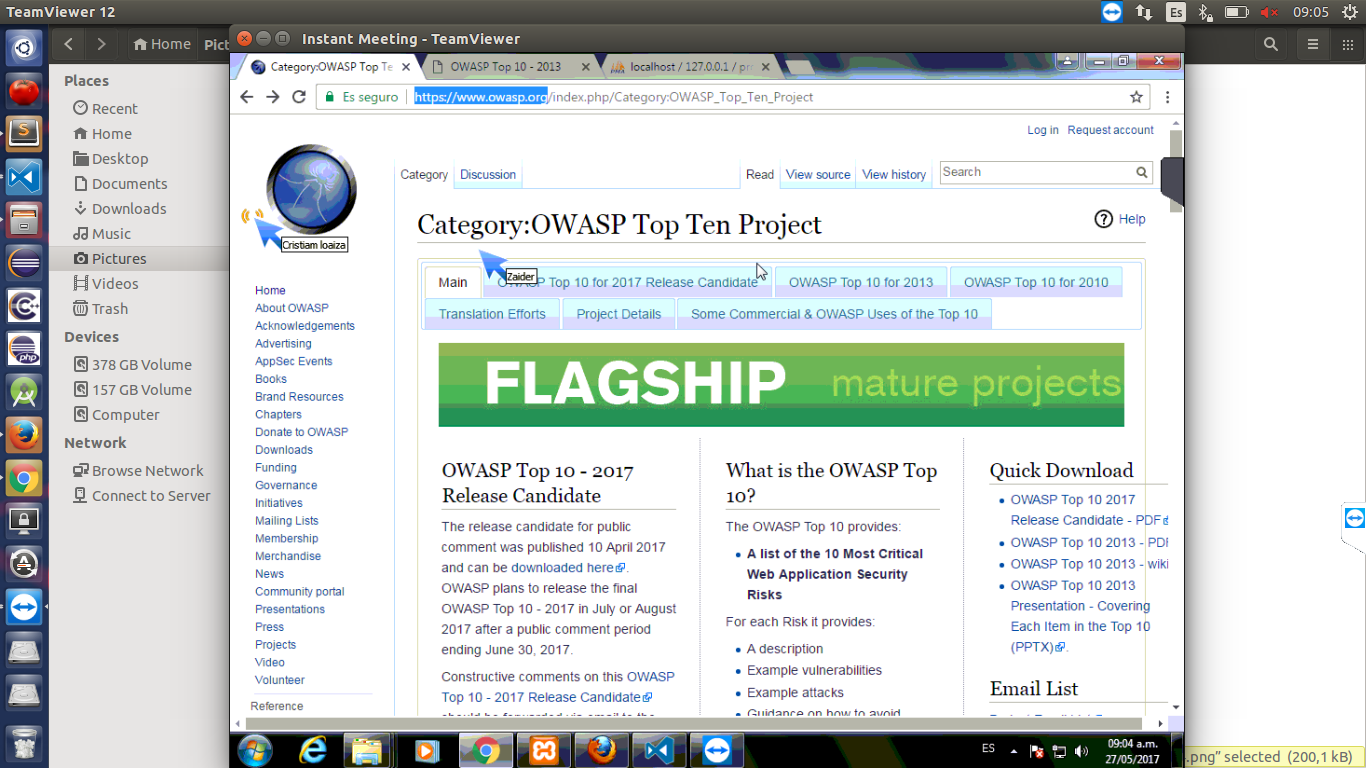 TeamViewer 12
Es
09:05
Home
Pict
Instant Meeting - TeamViewer
Category:OWASP Top Te
OWASP Top 10 - 2013
localhost / 127.0.0.1 / pr
Es seguro
https://www.owasp.org/index.php/Category:OWASP_Top_Ten_Project
Places
Recent
Home
Desktop
Documents
Downloads
Music
Pictures
Videos
Trash
Devices
378 GB Volume
157 GB Volume
Computer
Network
Browse Network
Connect to Server
php
Log in
Request account
Category
Discussion
Read
View source
View history
Search
Cristiam loaiza
Category:OWASP Top Ten Project
Help
Zaider
Main
OWASP Top 10 for 2017 Release Candidate
OWASP Top 10 for 2013
OWASP Top 10 for 2010
Translation Efforts
Project Details
Some Commercial & OWASP Uses of the Top 10
FLAGSHIP mature projects
Home
About OWASP
Acknowledgements
Advertising
AppSec Events
Books
Brand Resources
Chapters
Donate to OWASP
Downloads
Funding
Governance
Initiatives
Mailing Lists
Membership
Merchandise
News
Community portal
Presentations
Press
Projects
Video
Volunteer
Reference
OWASP Top 10 - 2017
Release Candidate
The release candidate for public
comment was published 10 April 2017
and can be downloaded here.
OWASP plans to release the final
OWASP Top 10 - 2017 in July or August
2017 after a public comment period
ending June 30, 2017.
Constructive comments on this OWASP
Top 10 - 2017 Release Candidate
should be forwarded via email to the
What is the OWASP Top
10?
The OWASP Top 10 provides:
A list of the 10 Most Critical
Web Application Security
Risks
For each Risk it provides:
A description
Example vulnerabilities
Example attacks
Guidance on how to avoid
Quick Download
OWASP Top 10 2017
Release Candidate - PDF
OWASP Top 10 2013 - PDF
OWASP Top 10 2013 - wiki
OWASP Top 10 2013
Presentation - Covering
Each Item in the Top 10
(PPTX).
Email List
ES
09:04 a.m.
27/05/2017
.png" selected (200,1 kB)